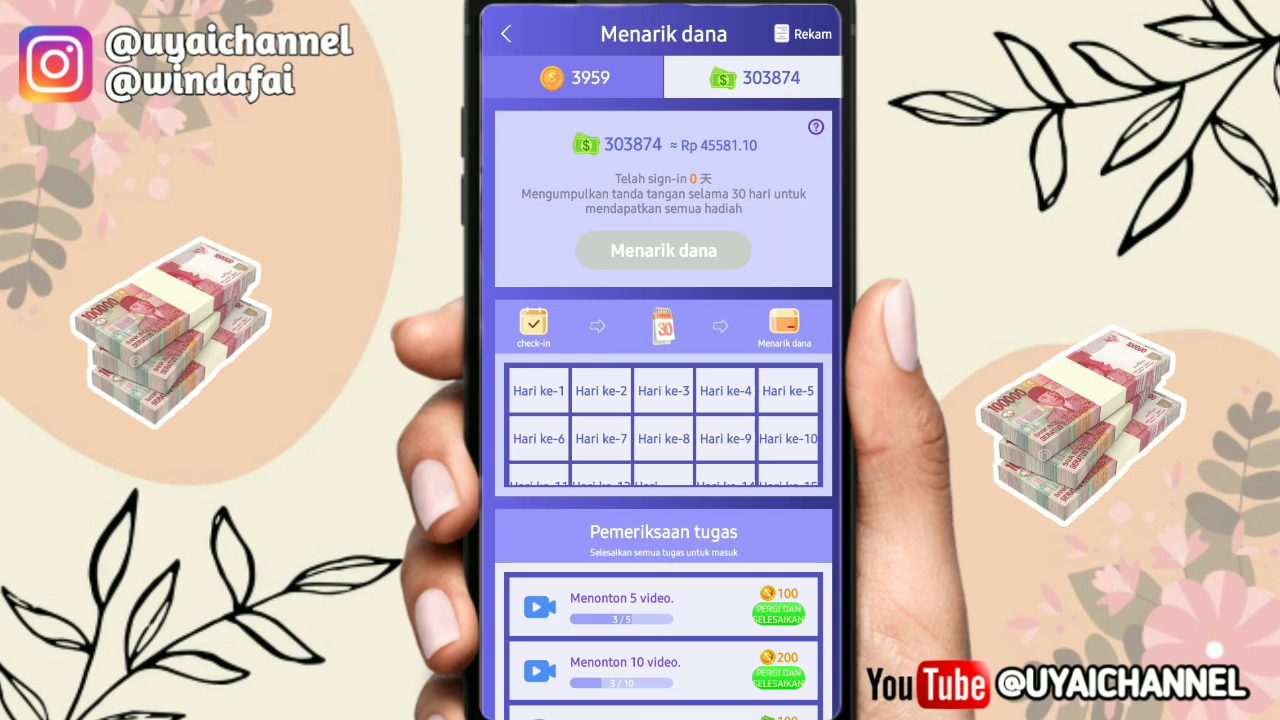 @uyaichannel
@windafai
Menarik dana
Rekam
3959
303874
303874 ≈ Rp 45581.10
Telah sign-in 0 天
Mengumpulkan tanda tangan selama 30 hari untuk
mendapatkan semua hadiah
Menarik dana
30
check-in
Menarik dana
Hari ke-1 Hari ke-2 Hari ke-3 Hari ke-4 Hari ke-5
Hari ke-6 Hari ke-7 Hari ke-8 Hari ke-9 Hari ke-10
Pemeriksaan tugas
Selesaikan semua tugas untuk masuk
Menonton 5 video.
3 / 5
100
PERGI DAN
SELESAIKAN
Menonton 10 video.
3 / 10
200
PERGI DAN
SELESAIKAN
100000
100000
YouTube @UYAICHANNEL